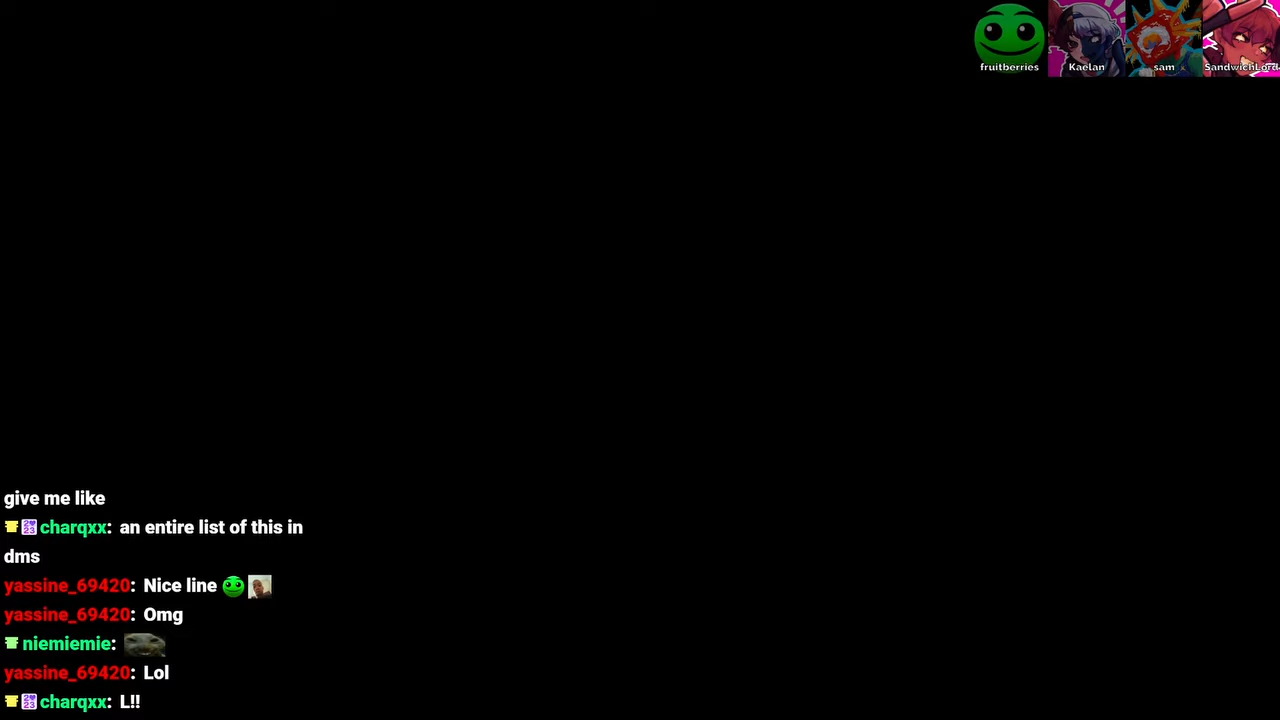 fruitberries Kaelan sam SandwichLord
give me like
charqxx: an entire list of this in
dms
yassine_69420: Nice line
yassine_69420: Omg
niemiemie:
yassine_69420: Lol
charqxx: L!!